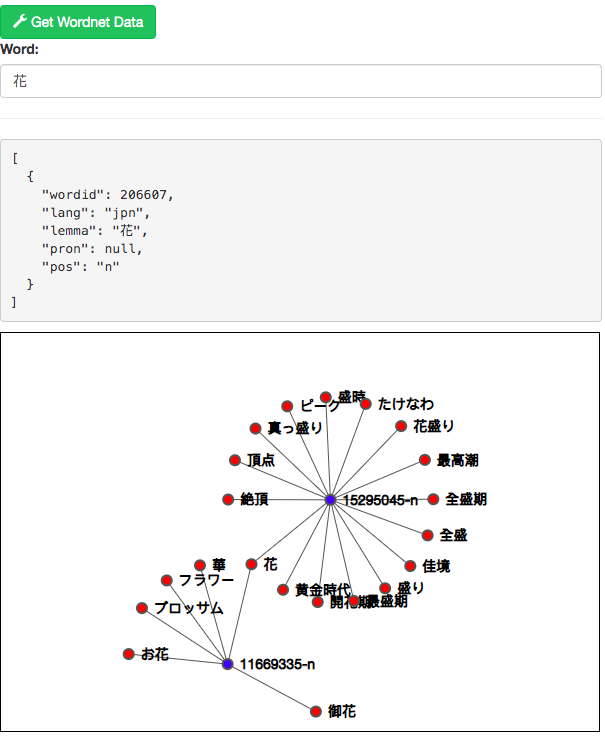 Get Wordnet Data
Word:
花
[
{
"wordid": 206607,
"lang": "jpn",
"lemma": "花",
"pron": null,
"pos": "n"
}
]
盛時
たけなわ
ピーク
花盛り
真っ盛り
頂点
最高潮
絶頂
15295045-n
全盛期
全盛
華
花
佳境
フラワー
黄金時代
盛り
開花期
最盛期
ブロッサム
お花
11669335-n
御花